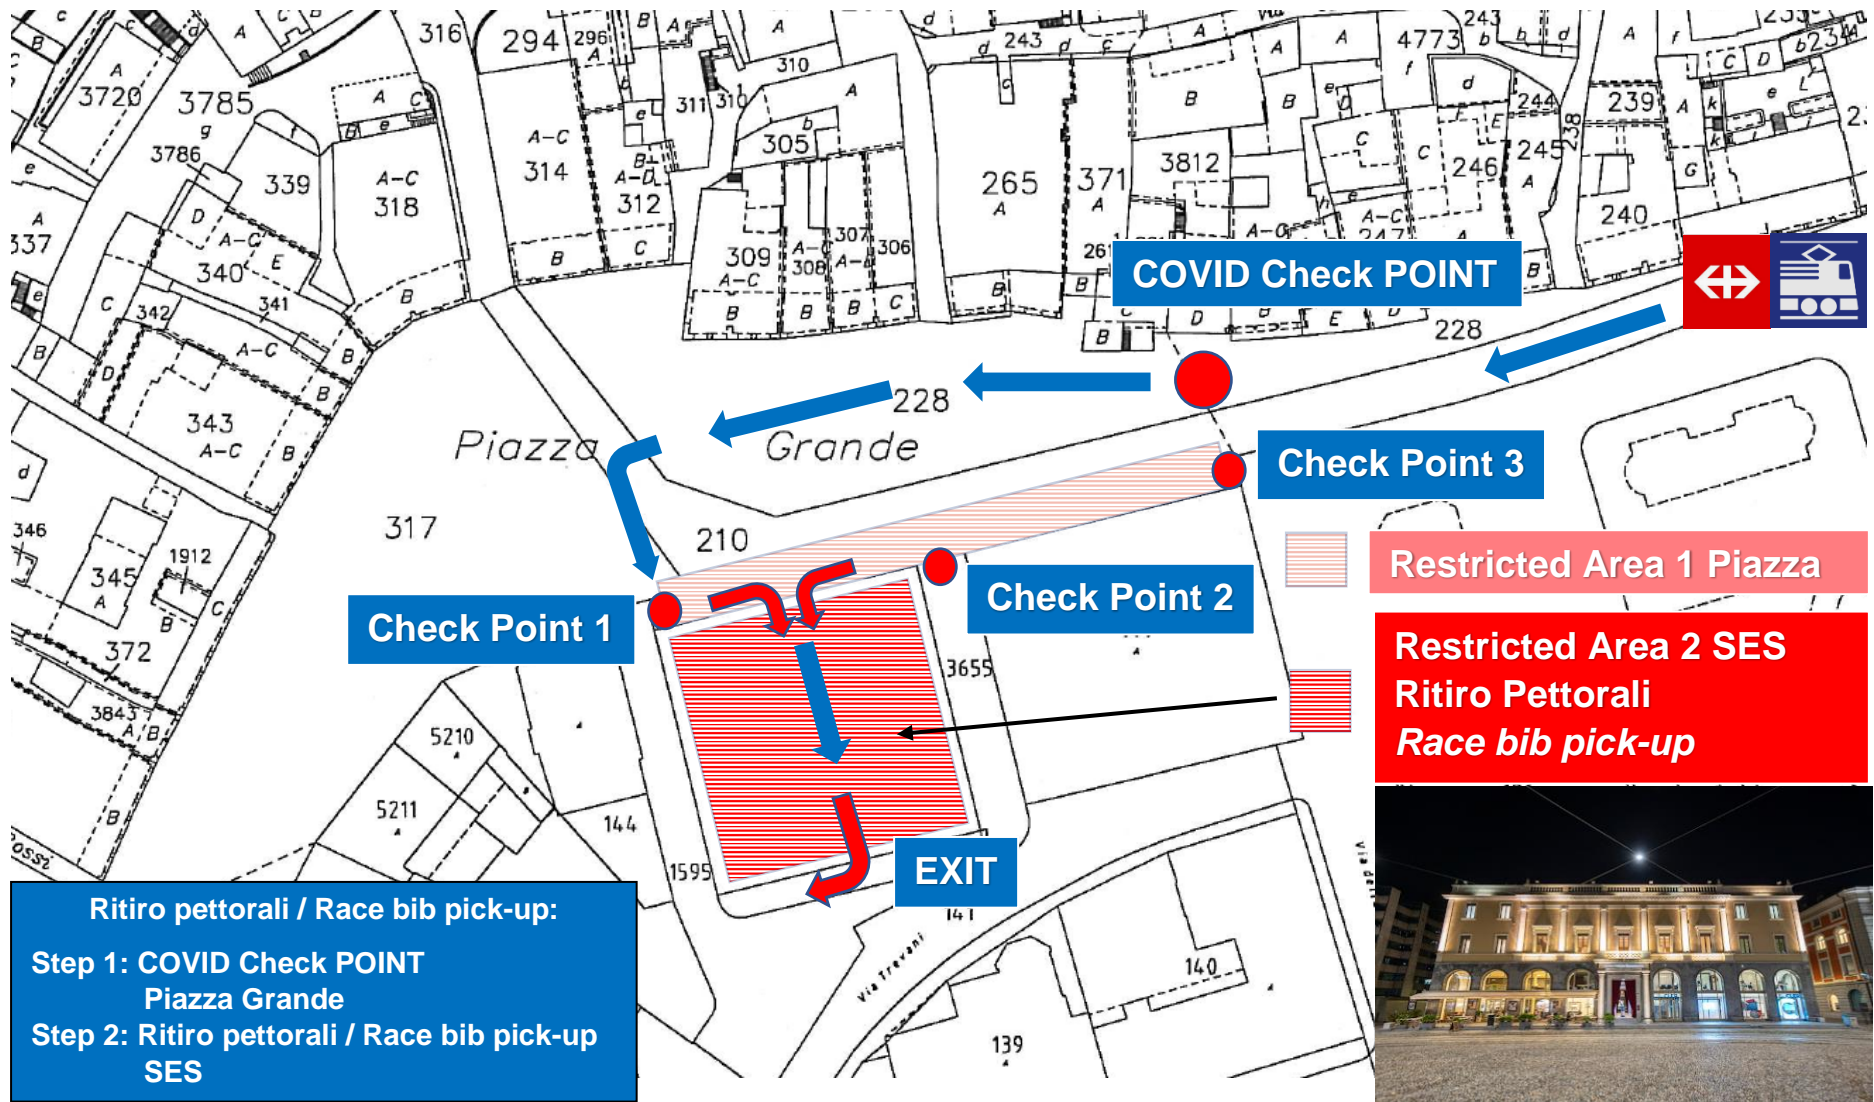 316
294
296
A
B
A
310
243
4773
243
239
3720
3785
g
3786
A-C
314
311
310
305
265
A
371
A
3812
246
244
245
238
240
339
A-C
318
A-D
312
309
A-C
A-C
308
307
306
337
A-C
340
E
341
342
A-C
343
A-C
COVID Check POINT
228
228
Piazza Grande
Check Point 3
317
210
346
1912
345
A
372
3843
Restricted Area 1 Piazza
Check Point 2
Check Point 1
3655
Restricted Area 2 SES
Ritiro Pettorali
Race bib pick-up
5210
5211
144
1595
EXIT
141
Via Trevani
140
139
Ritiro pettorali / Race bib pick-up:
Step 1: COVID Check POINT
Piazza Grande
Step 2: Ritiro pettorali / Race bib pick-up
SES